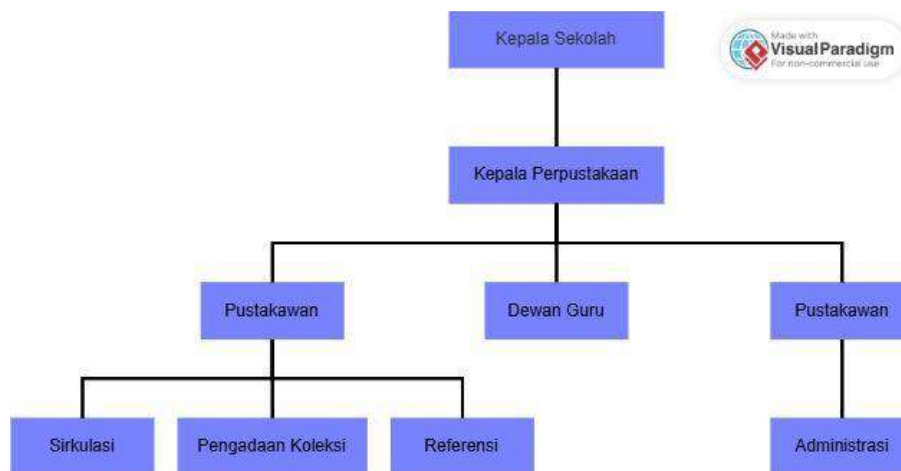 Kepala Sekolah
Made with
Visual Paradigm
For non-commercial use
Kepala Perpustakaan
Pustakawan
Dewan Guru
Pustakawan
Sirkulasi
Pengadaan Koleksi
Referensi
Administrasi